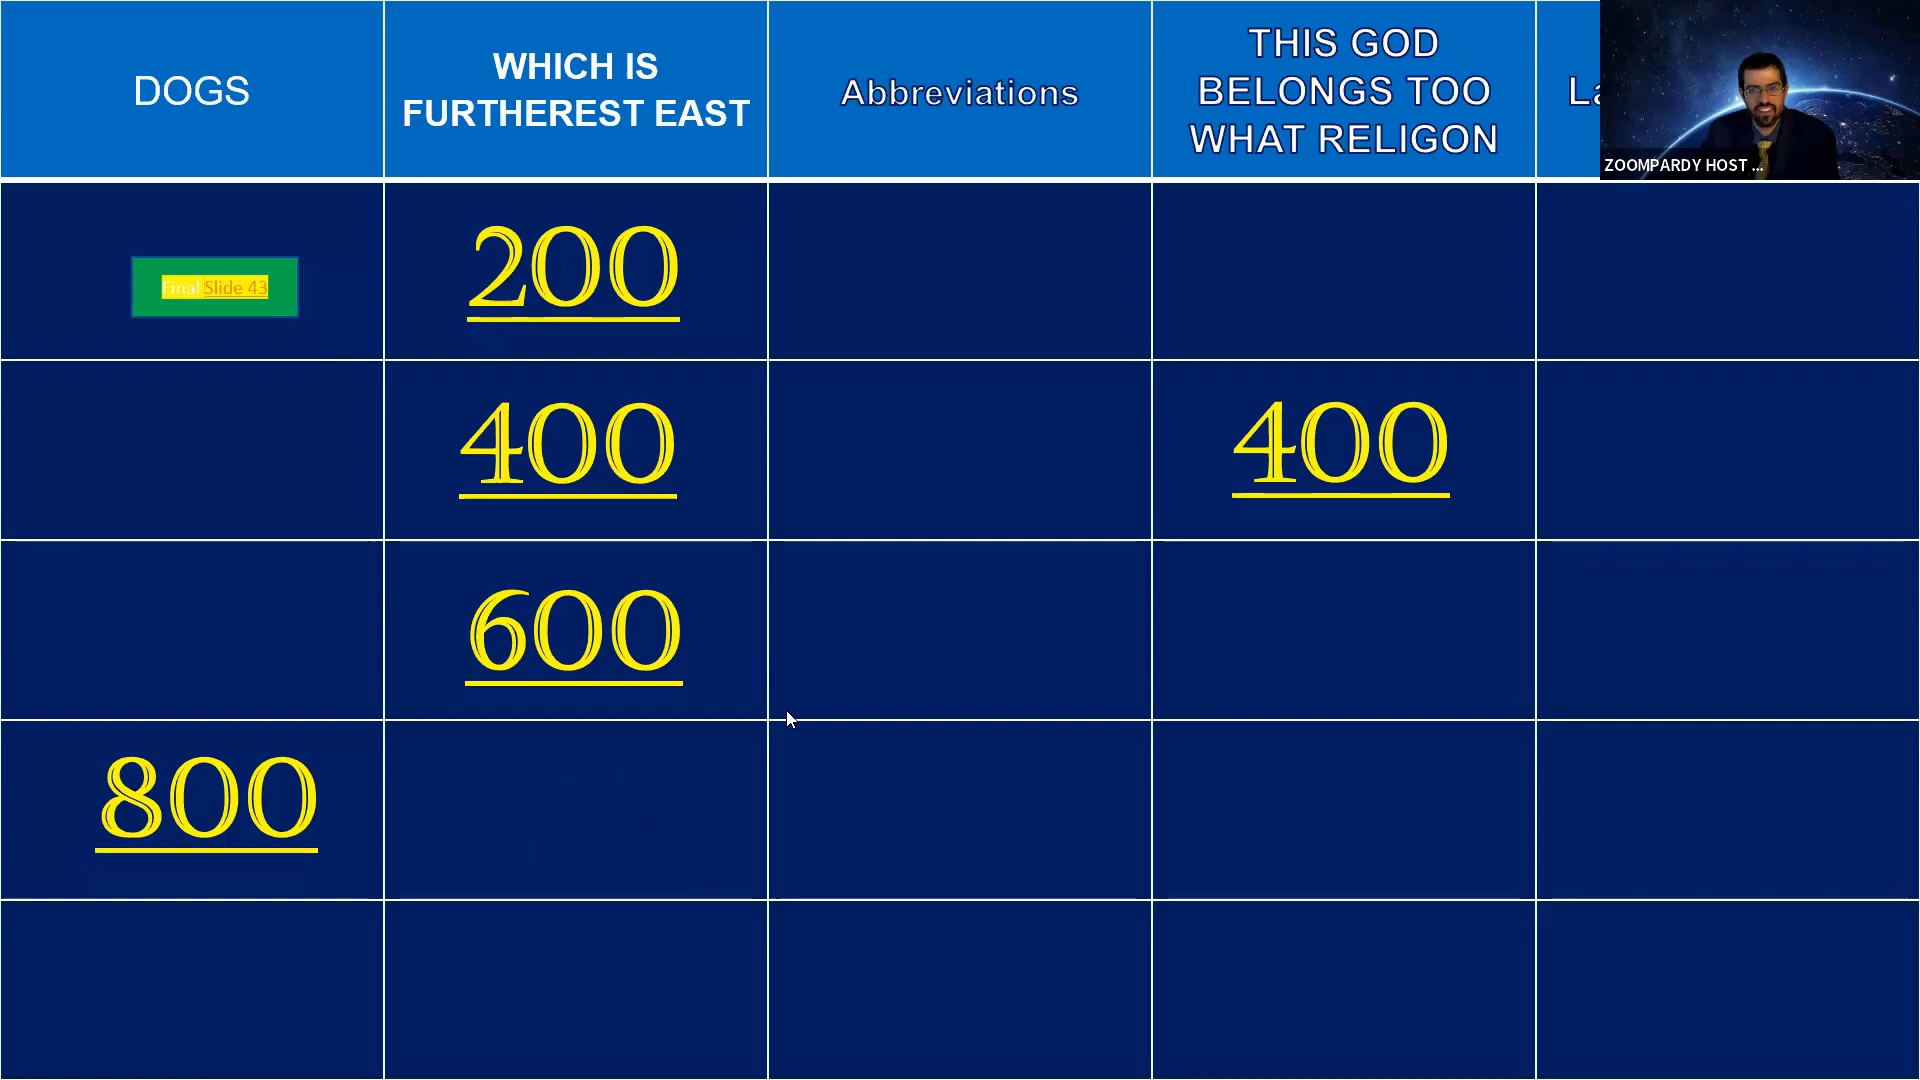 DOGS
WHICH IS
FURTHEREST EAST
Abbreviations
THIS GOD
BELONGS TOO
WHAT RELIGON
ZOOMPARDY HOST ...
Final Slide 43
200
400
400
600
800